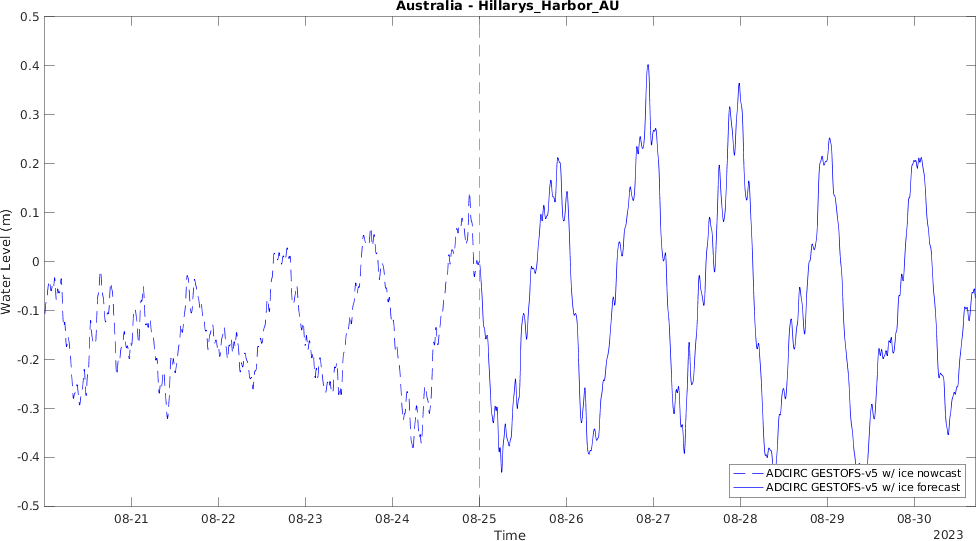 Australia - Hillarys_Harbor_AU
Water Level (m)
0.5
0.4
0.3
0.2
0.1
0
-0.1
-0.2
-0.3
-0.4
-0.5
ADCIRC GESTOFS-v5 w/ ice nowcast
ADCIRC GESTOFS-v5 w/ ice forecast
08-21 08-22 08-23 08-24 08-25 08-26 08-27 08-28 08-29 08-30
Time
2023